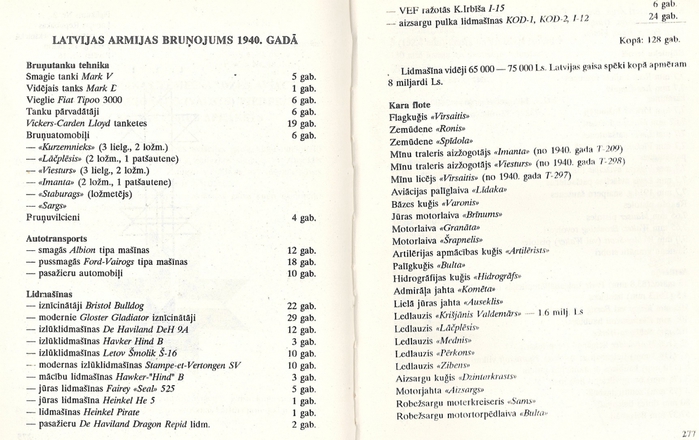 LATVIJAS ARMIJAS BRUŅOJUMS 1940. GADĀ
Bruņutanku tehnika
Smagie tanki Mark V 5 gab.
Vidējais tanks Mark D 1 gab.
Vieglie Fiat Tipoo 3000 6 gab.
Tanku pārvadātāji 6 gab.
Vickers-Carden Lloyd tanketes 19 gab.
Bruņuatomobiļi 6 gab.
— «Kurzemnieks» (3 lielg., 2 ložm.)
— «Lāčplēsis» (2 ložm., 1 patšautene)
— «Viesturs» (3 lielg., 2 ložm.)
— «Imanta» (2 ložm., 1 patšautene)
— «Staburags» (ložmetējs)
— «Sargs»
Pruņuvilcieni 4 gab.
Autotransports
— smagās Albion tipa mašīnas 12 gab.
— pussmagās Ford-Vairogs tipa mašīnas 18 gab.
— pasažieru automobiļi 10 gab.
Lidmašīnas
— iznīcinātāji Bristol Bulldog 22 gab.
— modernie Gloster Gladiator iznīcinātāji 29 gab.
— izlūklidmašīnas De Haviland DeH 9A 12 gab.
— izlūklidmašīnas Havker Hind B 3 gab.
— izlūklidmašīnas Letov Šmolik Š-16 10 gab.
— modernas izlūklidmašīnas Stampe-et-Vertongen SV 10 gab.
— mācību lidmašīnas Hawker-"Hind" B 3 gab.
— jūras lidmašīnas Fairey «Seal» 525 5 gab.
— jūras lidmašīna Heinkel He 5 1 gab.
— lidmašīnas Heinkel Pirate 1 gab.
— pasažieru De Haviland Dragon Repid lidm. 2 gab.
— VEF ražotās K.Irbīša I-15 6 gab.
— aizsargu pulka lidmašīnas KOD-1, KOD-2, I-12 24 gab.
Kopā: 128 gab.
Lidmašīna vidēji 65 000 — 75 000 Ls. Latvijas gaisa spēki kopā apmēram
8 miljardi Ls.
Kara flote
Flagkuģis «Virsaitis»
Zemūdene «Ronis»
Zemūdene «Spīdola»
Mīnu traleris aizžogotājs «Imanta» (no 1940. gada T-209)
Mīnu traleris aizžogotājs «Viesturs» (no 1940. gada T-298)
Mīnu licējs «Virsaitis» (no 1940. gada T-297)
Aviācijas palīglaiva «Lidaka»
Bāzes kuģis «Varonis»
Jūras motorlaiva «Brīnums»
Motorlaiva «Granāta»
Motorlaiva «Šrapnelis»
Artilērijas apmācības kuģis «Artilērists»
Palīgkuģis «Bulta»
Hidrogrāfijas kuģis «Hidrogrāfs»
Admirāļa jahta «Komēta»
Lielā jūras jahta «Auseklis»
Ledlauzis «Krišjānis Valdemārs» — 1.6 milj. Ls
Ledlauzis «Lāčplēsis»
Ledlauzis «Mednis»
Ledlauzis «Pērkons»
Ledlauzis «Zibens»
Aizsargu kuģis «Dzintarkrasts»
Motorjahta «Aizsargs»
Robežsargu motorkreiseris «Sams»
Robežsargu motortorpēdlaiva «Bulta»
277